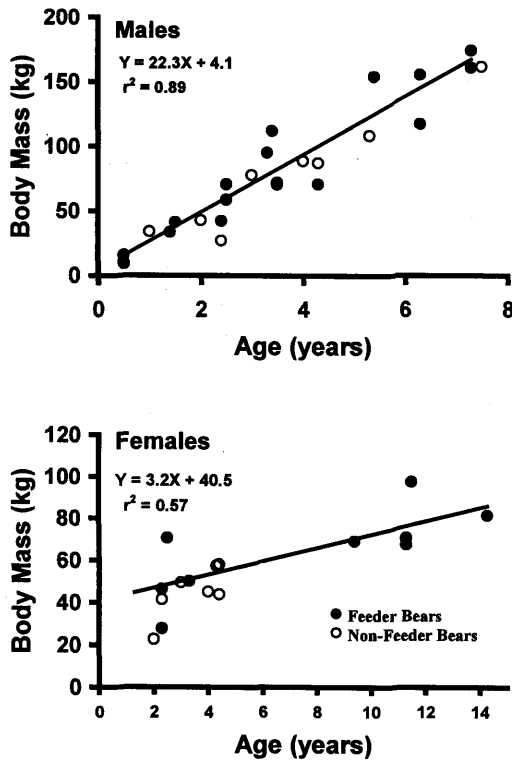 Males
Y = 22.3X + 4.1
r² = 0.89
200
150
100
50
0
Body Mass (kg)
0 2 4 6 8
Age (years)
Females
Y = 3.2X + 40.5
r² = 0.57
120
100
80
60
40
20
0
Body Mass (kg)
Feeder Bears
Non-Feeder Bears
0 2 4 6 8 10 12 14
Age (years)